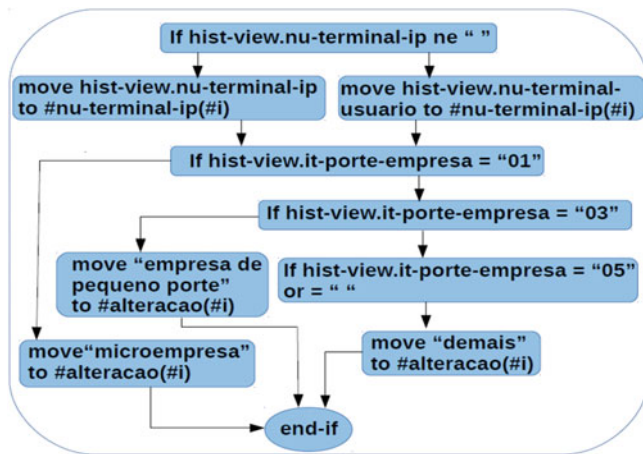 If hist-view.nu-terminal-ip ne “ ”
move hist-view.nu-terminal-ip
to #nu-terminal-ip(#i)
move hist-view.nu-terminal-
usuario to #nu-terminal-ip(#i)
If hist-view.it-porte-empresa = “01”
If hist-view.it-porte-empresa = “03”
move “empresa de
pequeno porte”
to #alteracao(#i)
If hist-view.it-porte-empresa = “05”
or = “ “
move“microempresa”
to #alteracao(#i)
move “demais”
to #alteracao(#i)
end-if